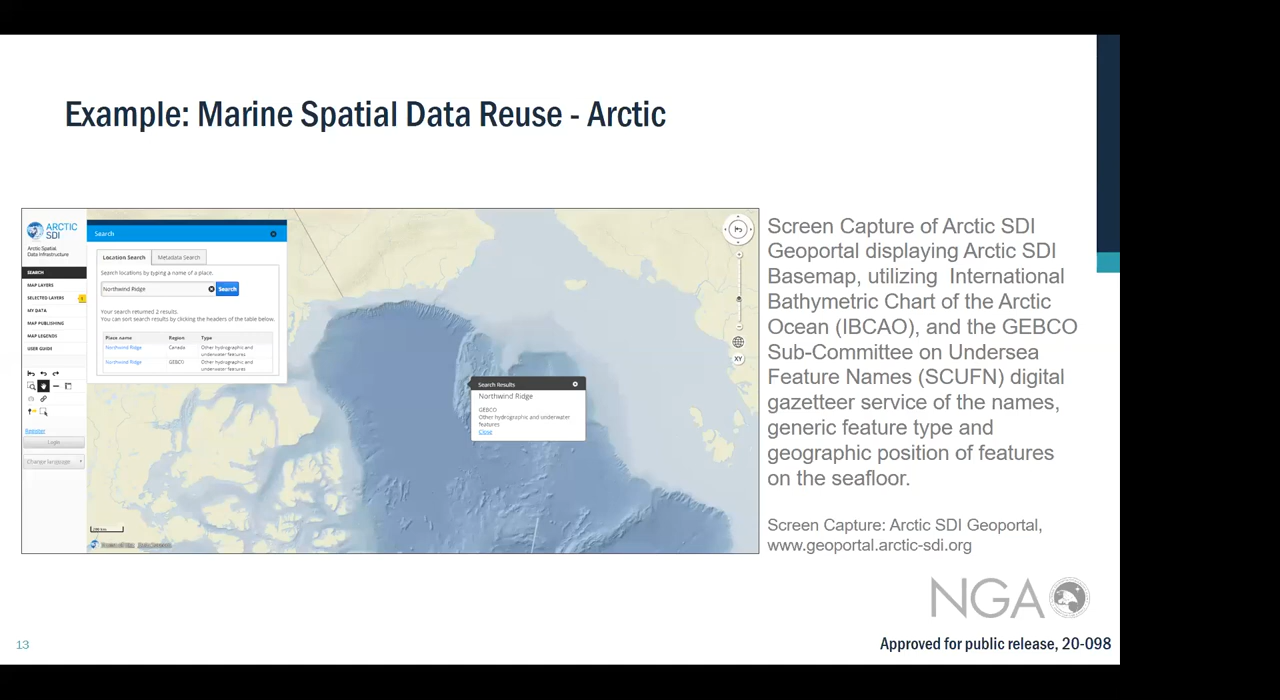 Example: Marine Spatial Data Reuse - Arctic
ARCTIC
SDI
Arctic Spatial
Data Infrastructure
SEARCH
MAP LAYERS
SELECTED LAYERS
MY DATA
MAP PUBLISHING
MAP LEGENDS
USER GUIDE
Register
Login
Change language
Search
Location Search Metadata Search
Search locations by typing a name of a place.
Northwind Ridge Search
Your search returned 2 results.
You can sort search results by clicking the headers of the table below.
Place name Region Type
Northwind Ridge Canada Other hydrographic and
underwater features
Northwind Ridge GEBCO Other hydrographic and
underwater features
XY
Search Results
Northwind Ridge
GEBCO
Other hydrographic and underwater
features
Close
Screen Capture of Arctic SDI
Geoportal displaying Arctic SDI
Basemap, utilizing International
Bathymetric Chart of the Arctic
Ocean (IBCAO), and the GEBCO
Sub-Committee on Undersea
Feature Names (SCUFN) digital
gazetteer service of the names,
generic feature type and
geographic position of features
on the seafloor.
Screen Capture: Arctic SDI Geoportal,
www.geoportal.arctic-sdi.org
NGA
13
Approved for public release, 20-098